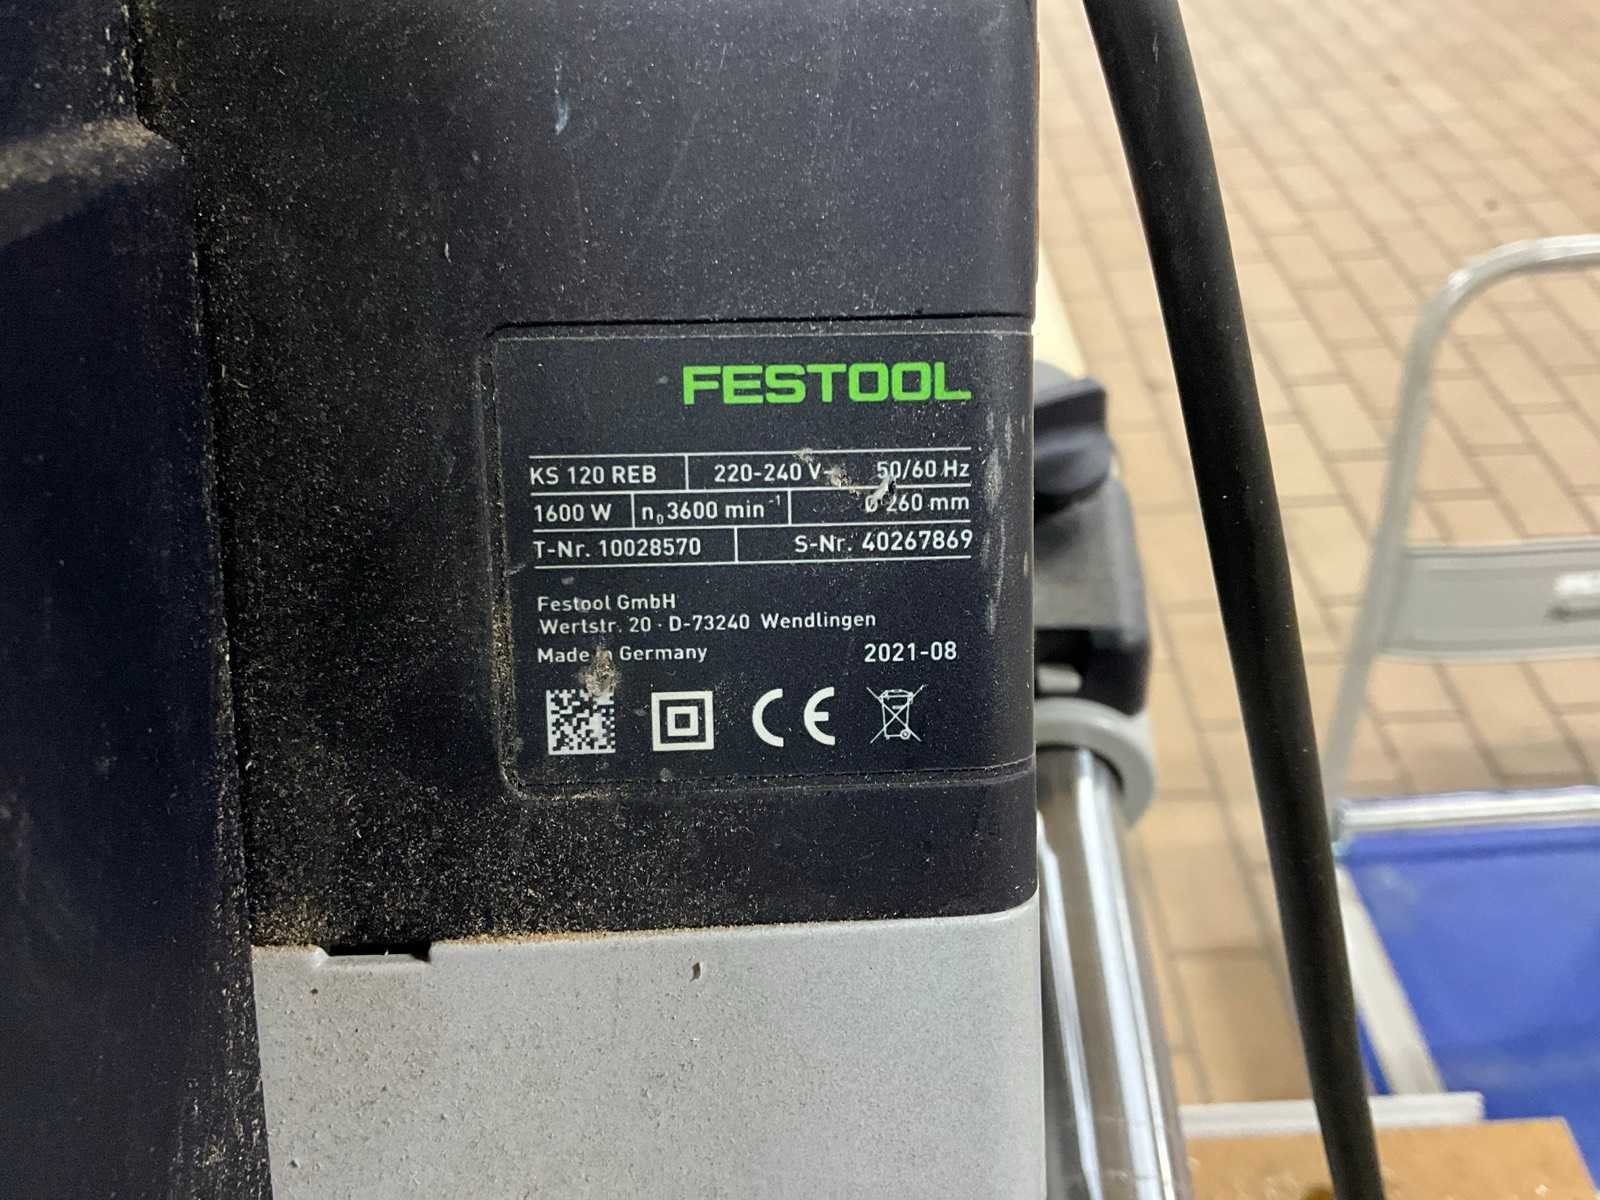 FESTOOL
KS 120 REB 220-240 V~ 50/60 Hz
1600 W n₀ 3600 min⁻¹ Ø 260 mm
T-Nr. 10028570 S-Nr. 40267869
Festool GmbH
Wertstr. 20 · D-73240 Wendlingen
Made in Germany 2021-08
CE